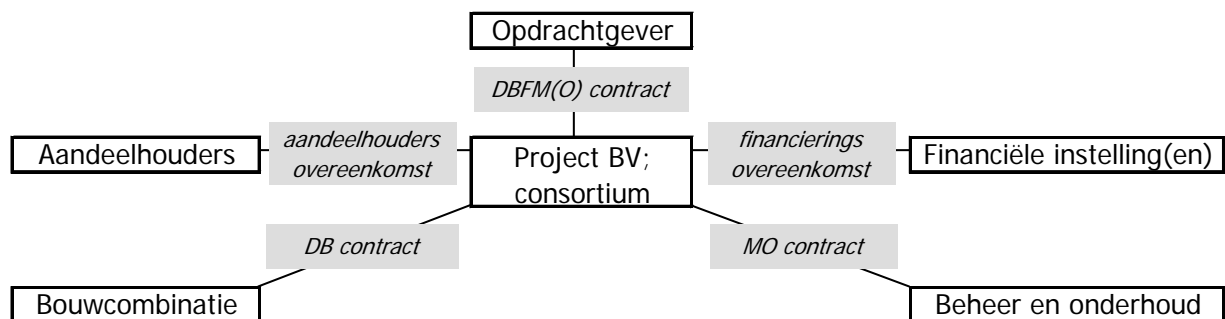 Opdrachtgever
DBFM(O) contract
Aandeelhouders
aandeelhouders
overeenkomst
Project BV;
consortium
financierings
overeenkomst
Financiële instelling(en)
DB contract
MO contract
Bouwcombinatie
Beheer en onderhoud